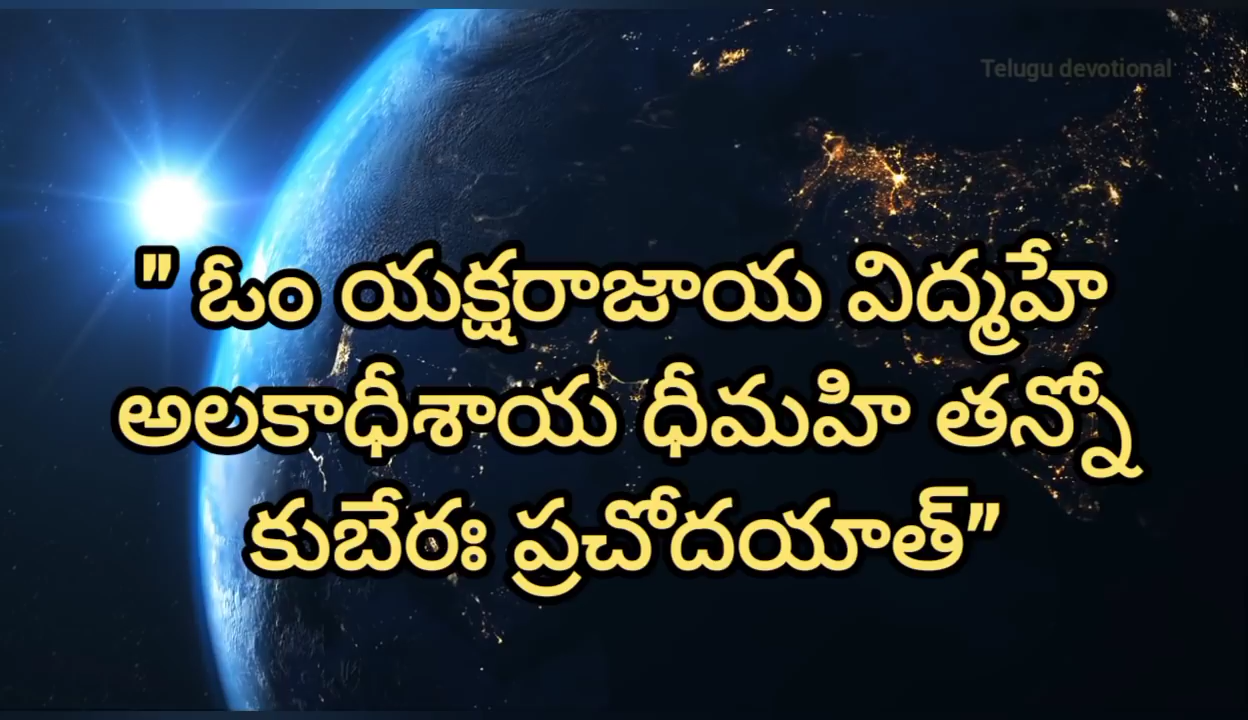 Telugu devotional
" ఓం యక్షరాజాయ విద్మహే
అలకాధీశాయ ధీమహి తన్నో
కుబేరః ప్రచోదయాత్"